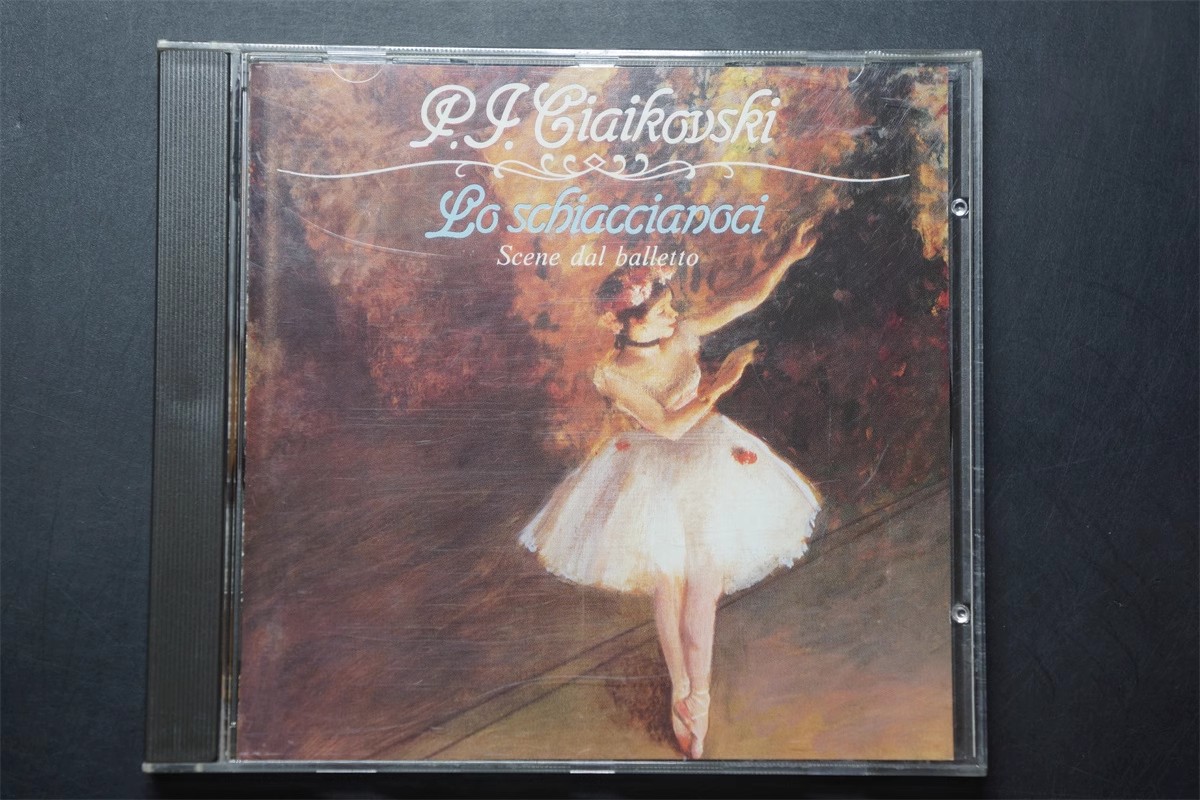 P.I. Ciaikovski
Lo schiaccianoci
Scene dal balletto